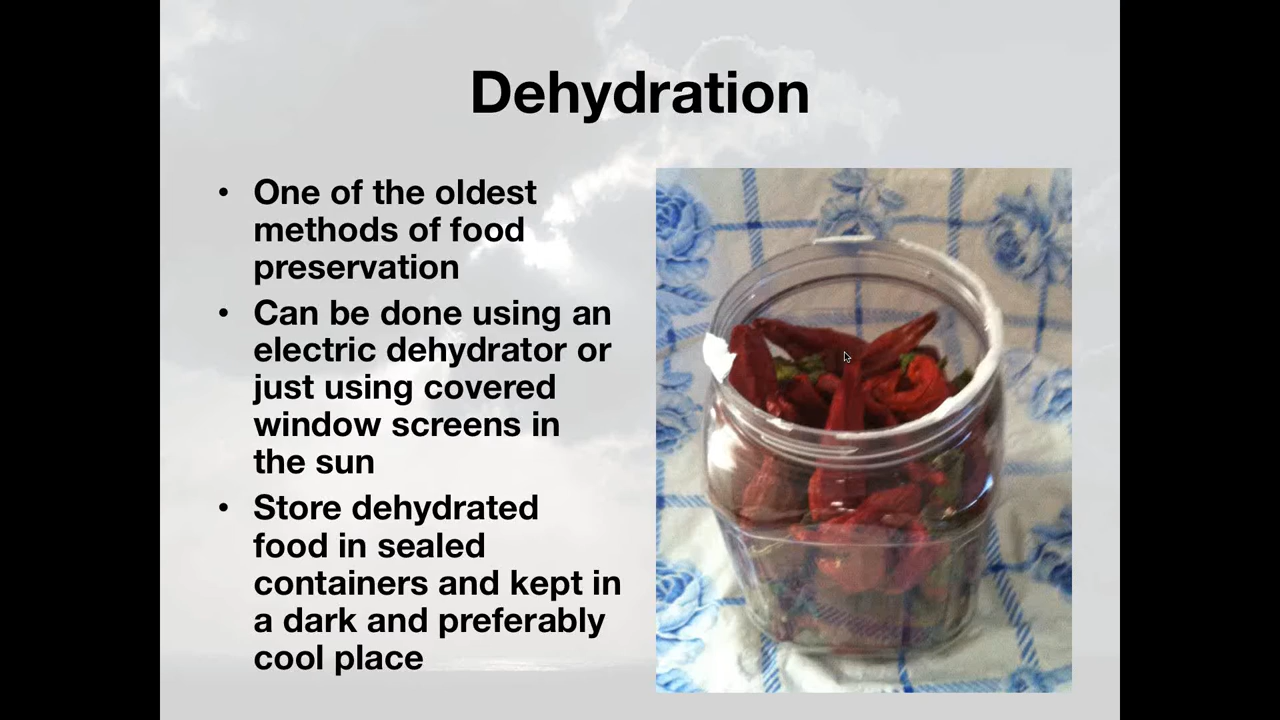 Dehydration
• One of the oldest
methods of food
preservation
• Can be done using an
electric dehydrator or
just using covered
window screens in
the sun
• Store dehydrated
food in sealed
containers and kept in
a dark and preferably
cool place